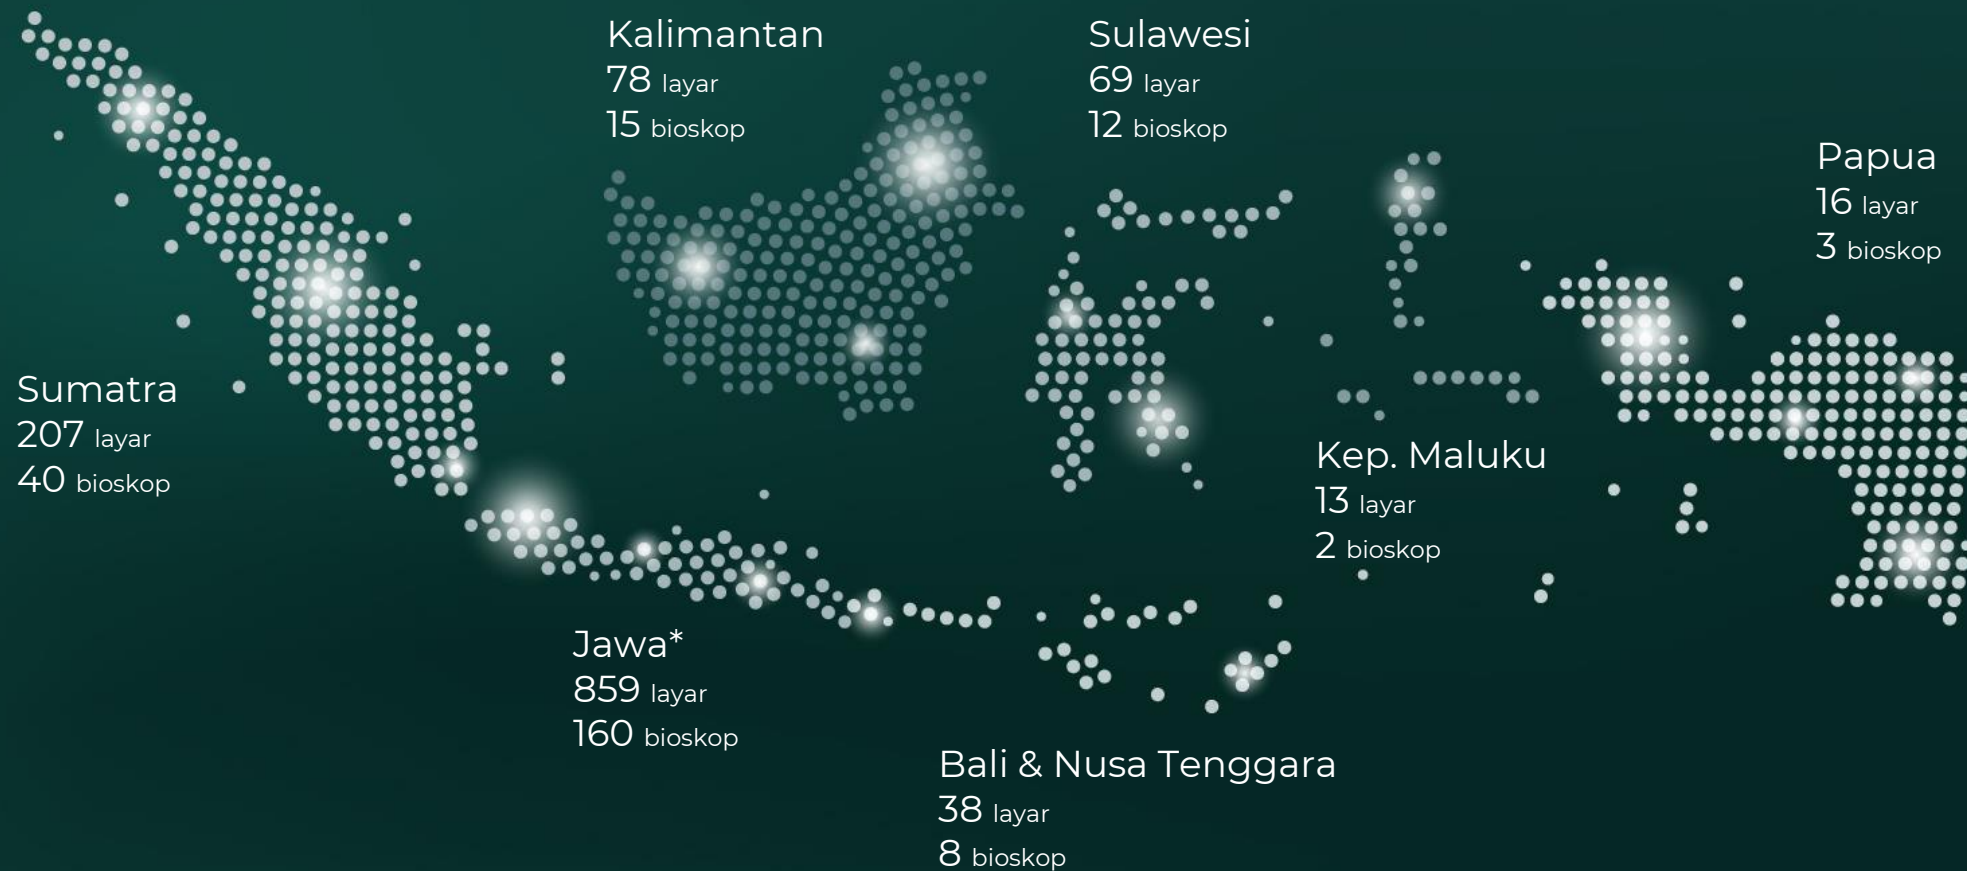 Kalimantan
78 layar
15 bioskop
Sulawesi
69 layar
12 bioskop
Papua
16 layar
3 bioskop
Sumatra
207 layar
40 bioskop
Kep. Maluku
13 layar
2 bioskop
Jawa*
859 layar
160 bioskop
Bali & Nusa Tenggara
38 layar
8 bioskop